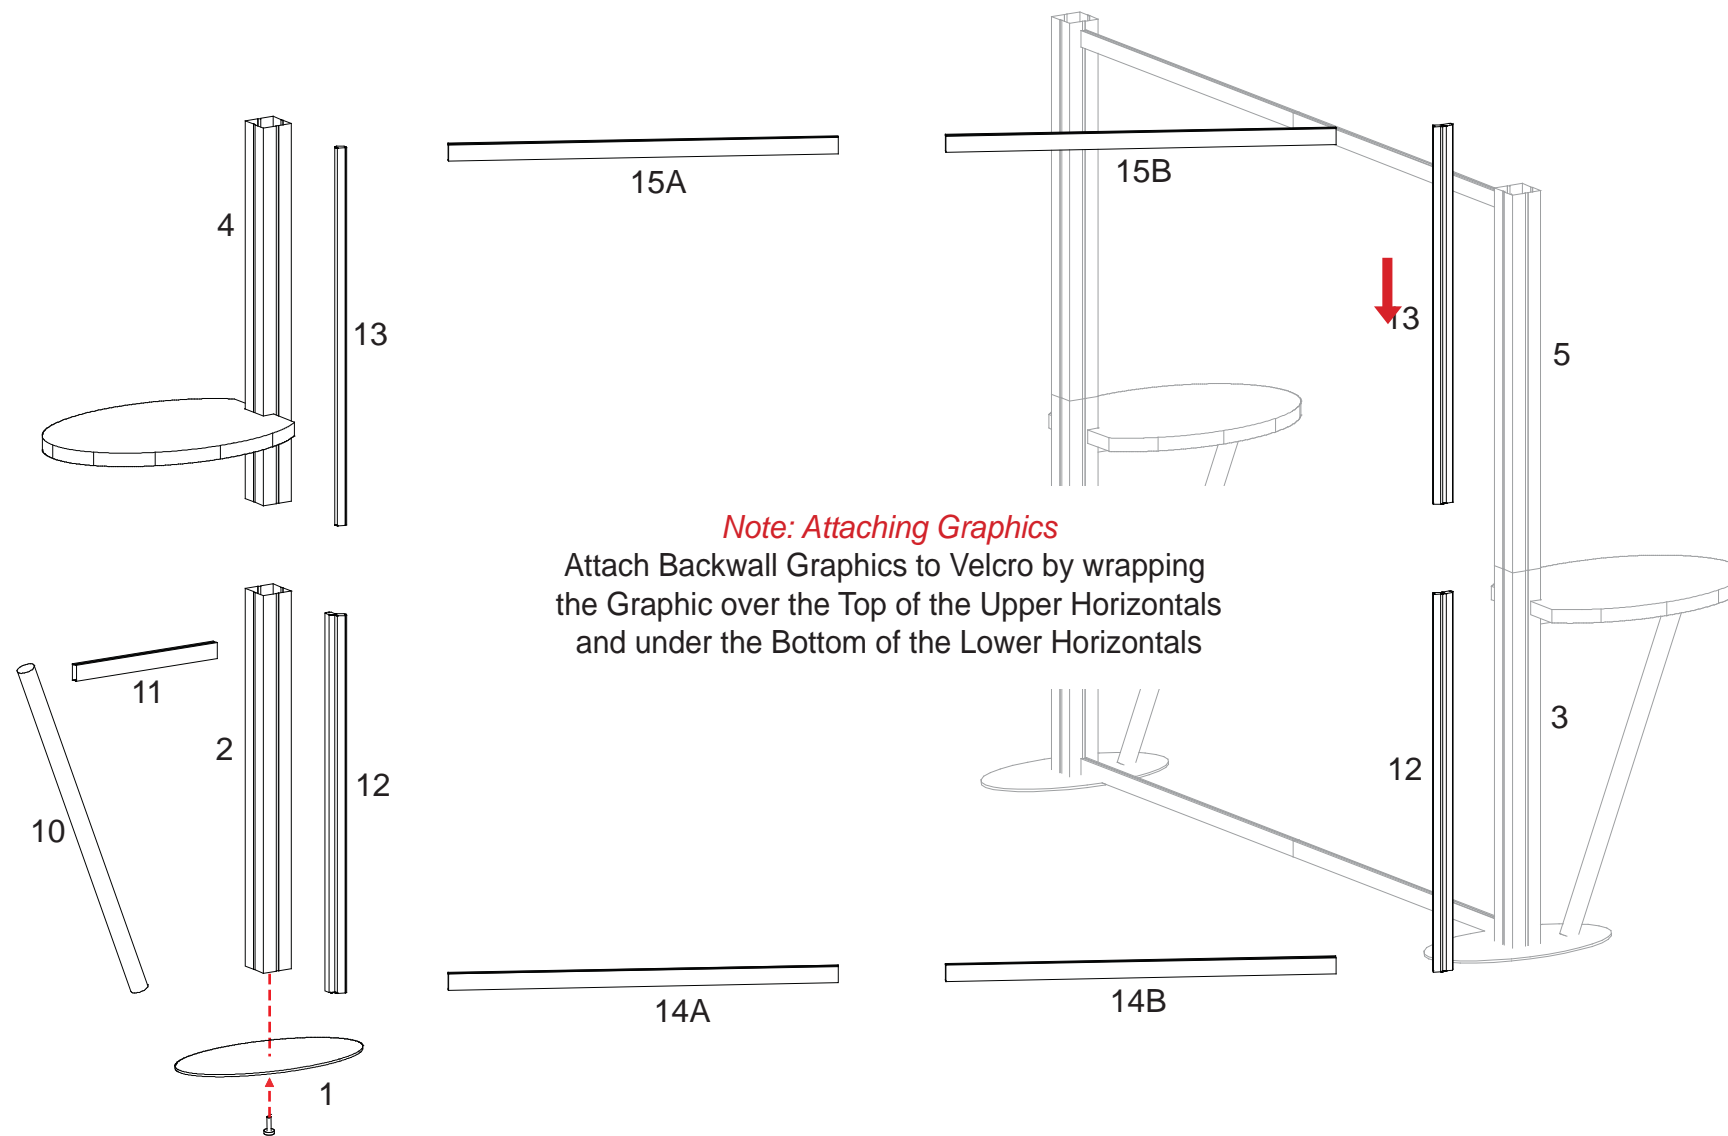 15A
15B
4
13
13
5
Note: Attaching Graphics
Attach Backwall Graphics to Velcro by wrapping
the Graphic over the Top of the Upper Horizontals
and under the Bottom of the Lower Horizontals
11
2
3
12
12
10
14A
14B
1